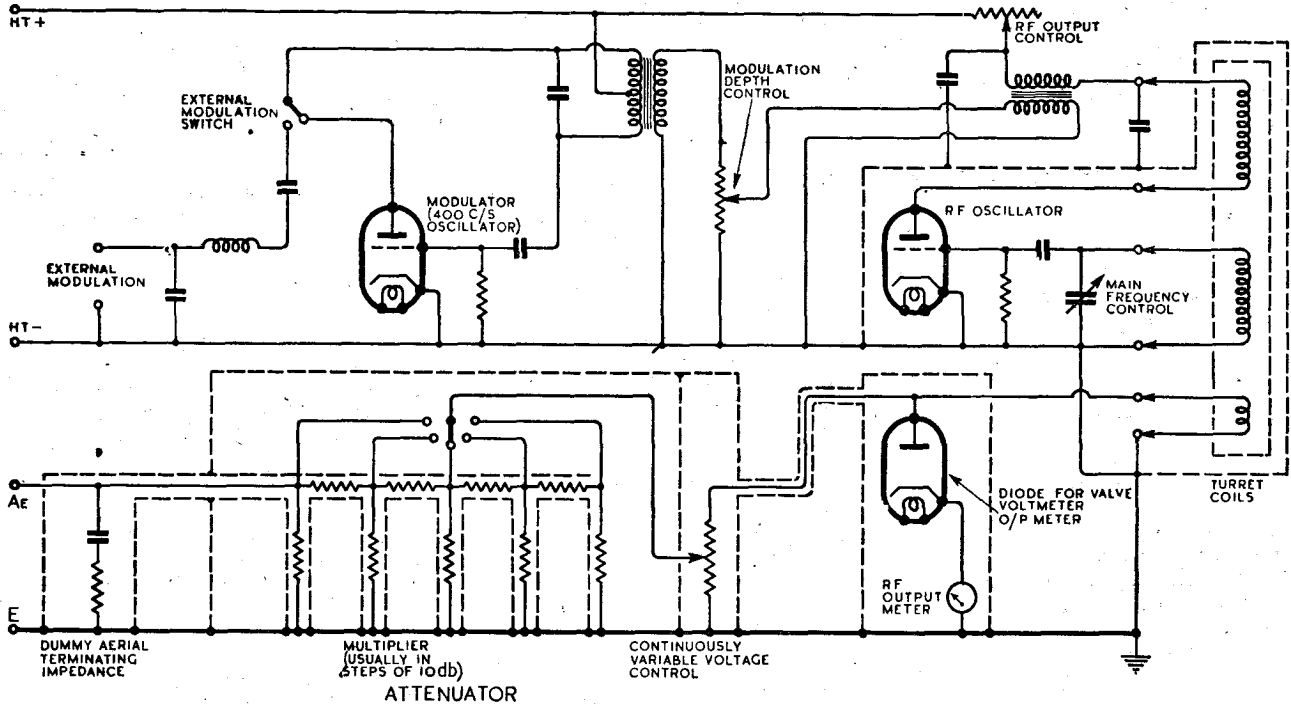 HT+
RF OUTPUT
CONTROL
MODULATION
DEPTH
CONTROL
EXTERNAL
MODULATION
SWITCH
MODULATOR
(400 C/S
OSCILLATOR)
RF OSCILLATOR
EXTERNAL
MODULATION
MAIN
FREQUENCY
CONTROL
HT-
TURRET
COILS
AE
DIODE FOR VALVE
VOLTMETER
O/P METER
RF
OUTPUT
METER
E
DUMMY AERIAL
TERMINATING
IMPEDANCE
MULTIPLIER
(USUALLY IN
STEPS OF 10db)
CONTINUOUSLY
VARIABLE VOLTAGE
CONTROL
ATTENUATOR